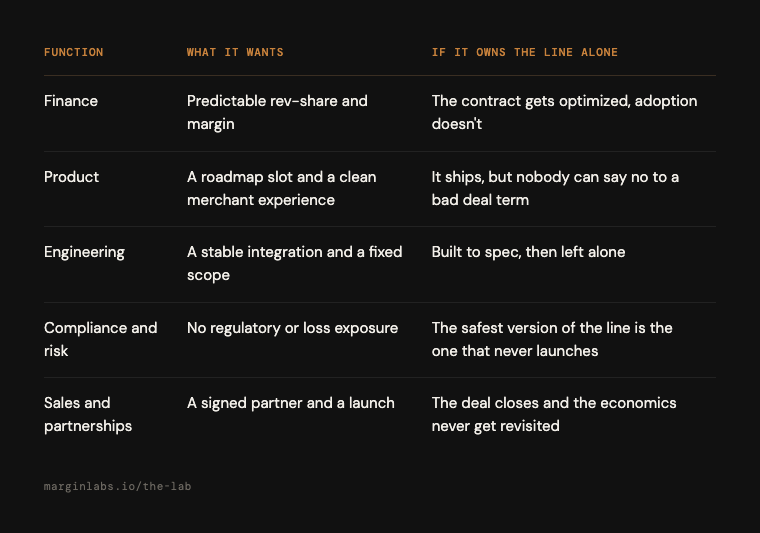 FUNCTION WHAT IT WANTS IF IT OWNS THE LINE ALONE
Finance Predictable rev-share and The contract gets optimized, adoption
margin doesn't
Product A roadmap slot and a clean It ships, but nobody can say no to a
merchant experience bad deal term
Engineering A stable integration and a fixed Built to spec, then left alone
scope
Compliance and No regulatory or loss exposure The safest version of the line is the
risk one that never launches
Sales and A signed partner and a launch The deal closes and the economics
partnerships never get revisited
marginlabs.io/the-lab